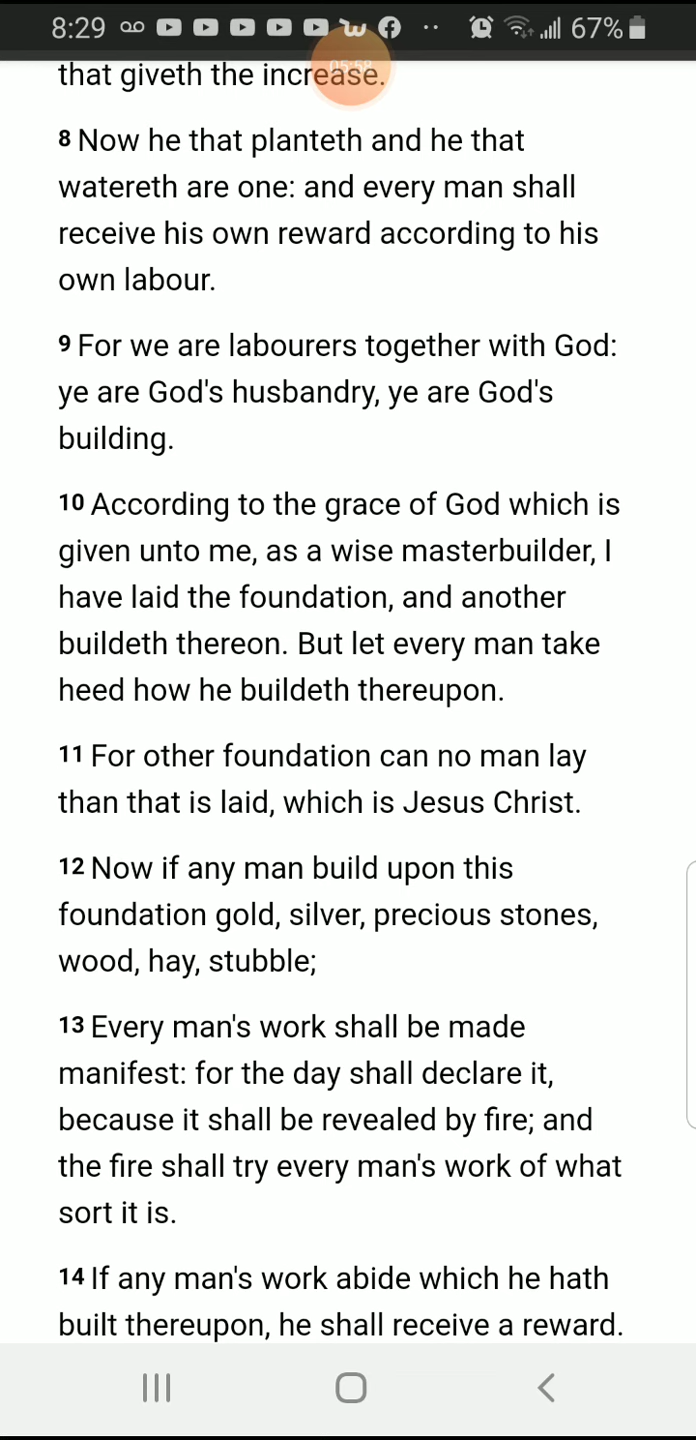 8:29
67%
05:58
that giveth the increase.
8 Now he that planteth and he that
watereth are one: and every man shall
receive his own reward according to his
own labour.
9 For we are labourers together with God:
ye are God's husbandry, ye are God's
building.
10 According to the grace of God which is
given unto me, as a wise masterbuilder, I
have laid the foundation, and another
buildeth thereon. But let every man take
heed how he buildeth thereupon.
11 For other foundation can no man lay
than that is laid, which is Jesus Christ.
12 Now if any man build upon this
foundation gold, silver, precious stones,
wood, hay, stubble;
13 Every man's work shall be made
manifest: for the day shall declare it,
because it shall be revealed by fire; and
the fire shall try every man's work of what
sort it is.
14 If any man's work abide which he hath
built thereupon, he shall receive a reward.